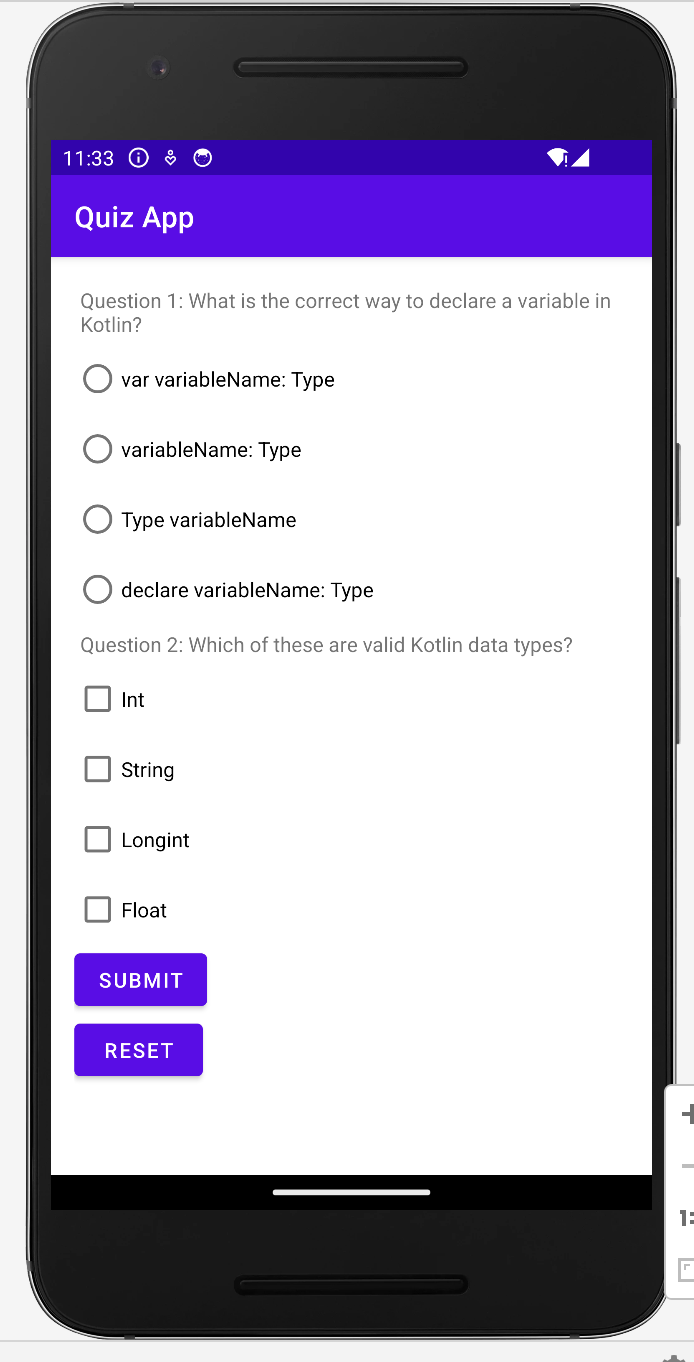 11:33
Quiz App
Question 1: What is the correct way to declare a variable in
Kotlin?
var variableName: Type
variableName: Type
Type variableName
declare variableName: Type
Question 2: Which of these are valid Kotlin data types?
Int
String
Longint
Float
SUBMIT
RESET